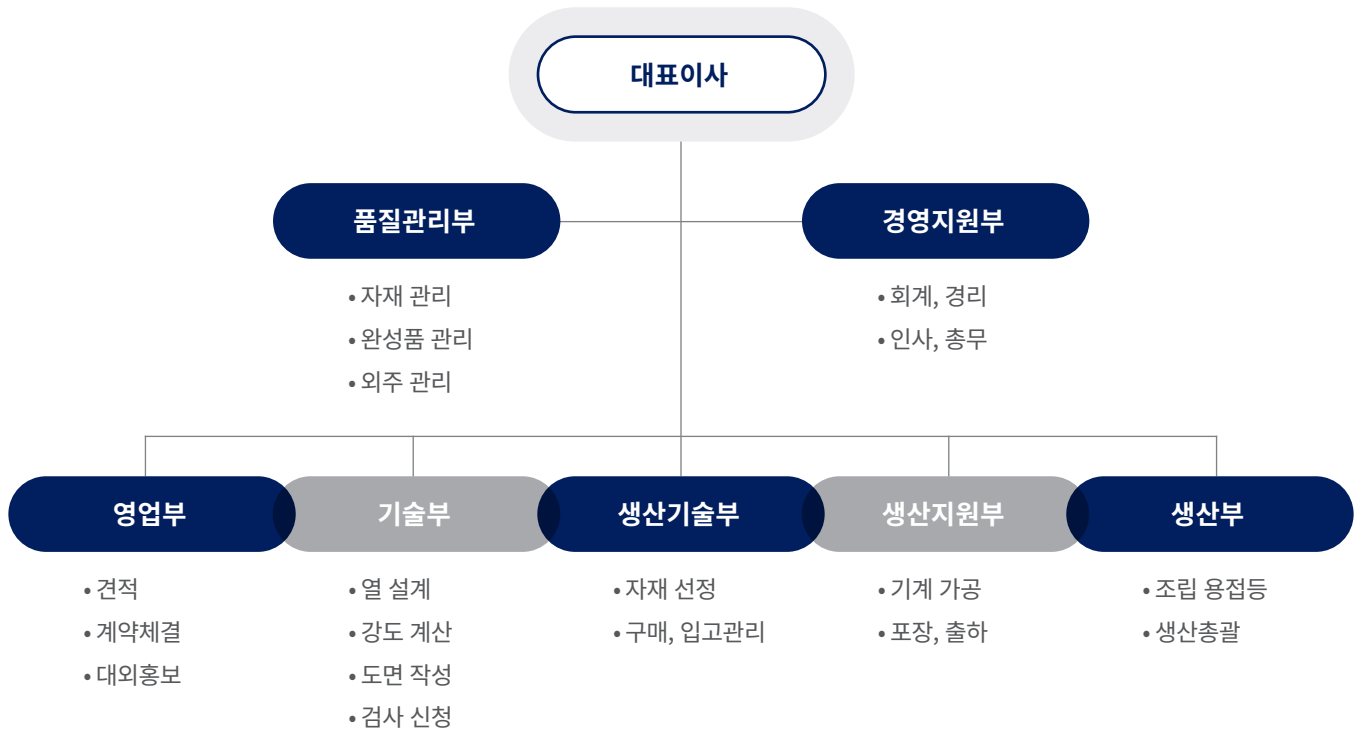 대표이사
품질관리부
• 자재 관리
• 완성품 관리
• 외주 관리
경영지원부
• 회계, 경리
• 인사, 총무
영업부
• 견적
• 계약체결
• 대외홍보
기술부
• 열 설계
• 강도 계산
• 도면 작성
• 검사 신청
생산기술부
• 자재 선정
• 구매, 입고관리
생산지원부
• 기계 가공
• 포장, 출하
생산부
• 조립 용접등
• 생산총괄